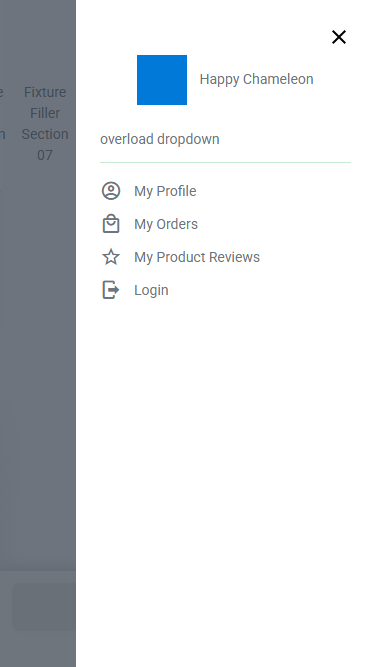 Fixture
Filler
Section
07
Happy Chameleon
overload dropdown
My Profile
My Orders
My Product Reviews
Login